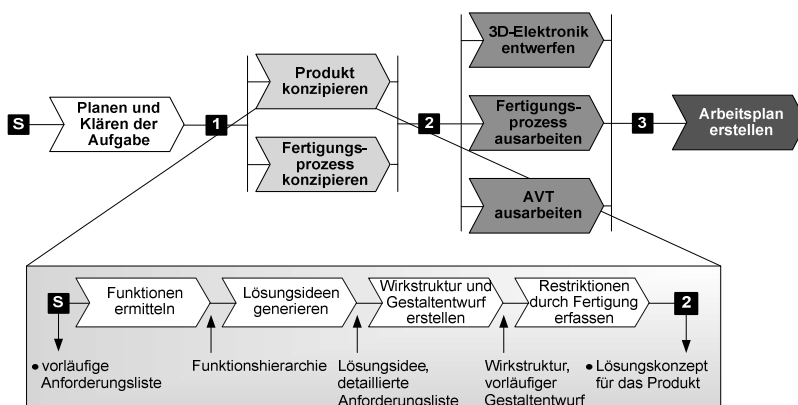 S
Planen und
Klären der
Aufgabe
1
Produkt
konzipieren
Fertigungs-
prozess
konzipieren
2
3D-Elektronik
entwerfen
Fertigungs-
prozess
ausarbeiten
AVT
ausarbeiten
3
Arbeitsplan
erstellen
S
Funktionen
ermitteln
Lösungsideen
generieren
Wirkstruktur und
Gestaltentwurf
erstellen
Restriktionen
durch Fertigung
erfassen
2
• vorläufige
Anforderungsliste
Funktionshierarchie
Lösungsidee,
detaillierte
Anforderungsliste
Wirkstruktur,
vorläufiger
Gestaltentwurf
• Lösungskonzept
für das Produkt